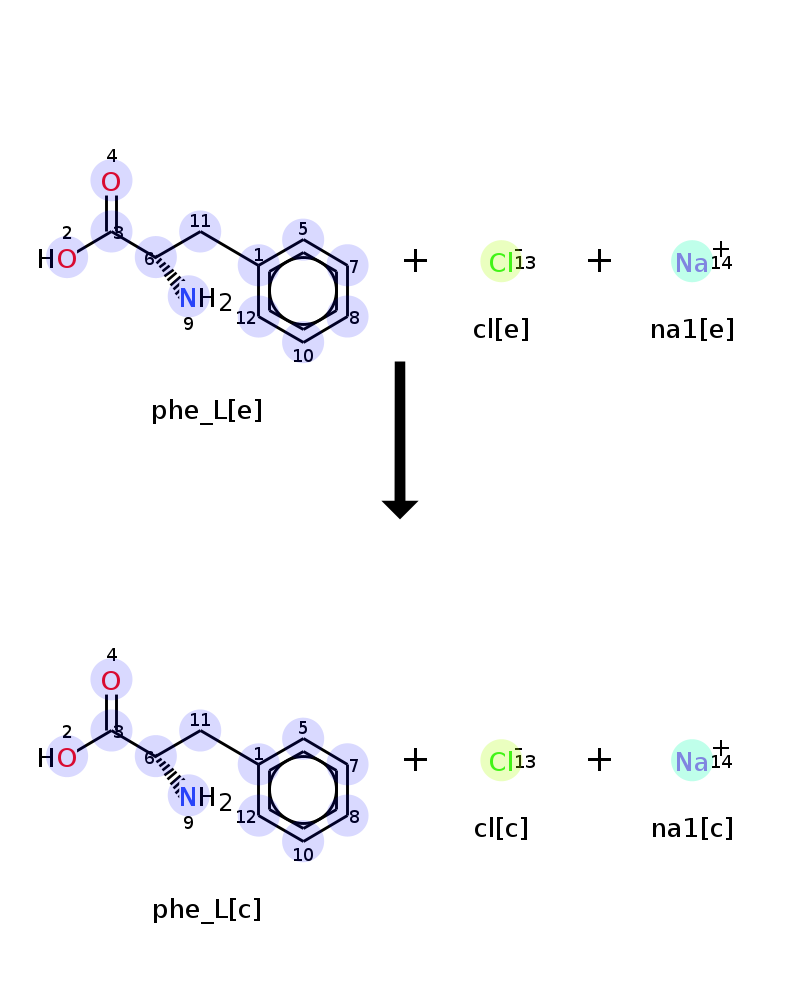 4
O
2 3 11 5
HO 6 1 7
+ Cl⁻13 + Na⁺14
NH2 12 8
9 10
cl[e] na1[e]
phe_L[e]
4
O
2 3 11 5
HO 6 1 7
+ Cl⁻13 + Na⁺14
NH2 12 8
9 10
cl[c] na1[c]
phe_L[c]